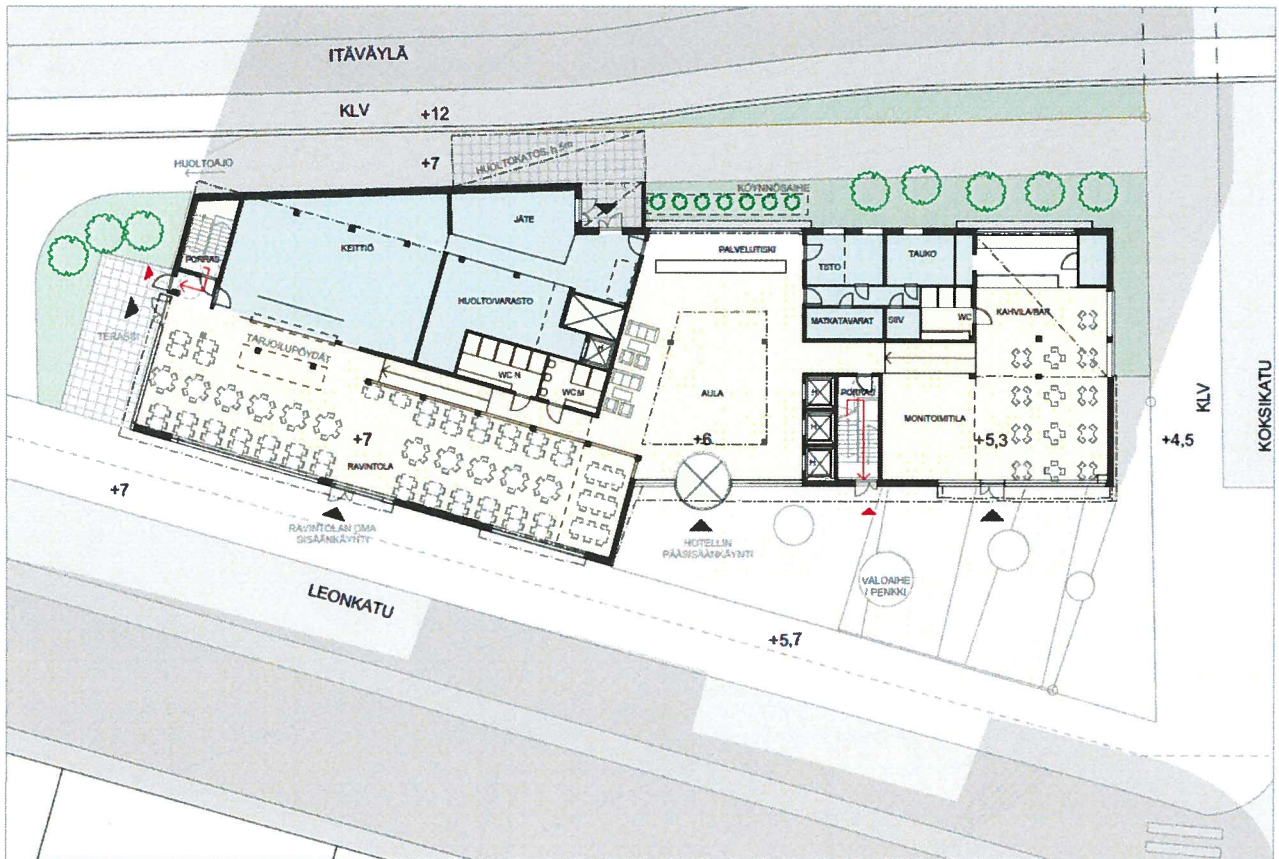 ITÄVÄYLÄ
KLV
+12
HUOLTOAJO
+7
HUOLTOKATOS, h 5m
KÖYNNÖSAIHE
JÄTE
KEITTIÖ
PORRAS
PALVELUTISKI
TSTO
TAUKO
HUOLTO/VARASTO
MATKATAVARAT
SIIV
WC
KAHVILA/BAR
TERASSI
TARJOILUPÖYDÄT
WC N
WC M
AULA
H
PORRAS
H
H
MONITOIMITILA
KLV
KOKSIKATU
+7
RAVINTOLA
+6
+5,3
+4,5
+7
RAVINTOLAN OMA
SISÄÄNKÄYNTI
HOTELLIN
PÄÄSISÄÄNKÄYNTI
VALOAIHE
/ PENKKI
LEONKATU
+5,7